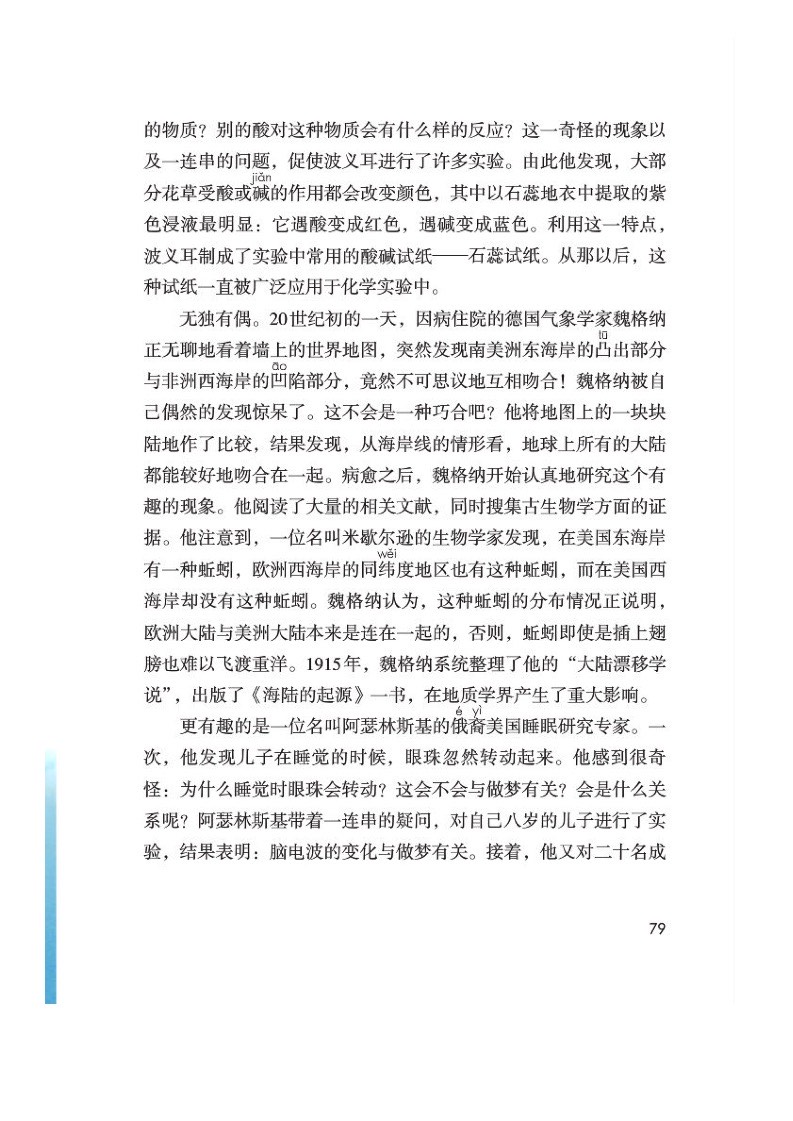 的物质？别的酸对这种物质会有什么样的反应？这一奇怪的现象以
及一连串的问题，促使波义耳进行了许多实验。由此他发现，大部
jiǎn
分花草受酸或碱的作用都会改变颜色，其中以石蕊地衣中提取的紫
色浸液最明显：它遇酸变成红色，遇碱变成蓝色。利用这一特点，
波义耳制成了实验中常用的酸碱试纸——石蕊试纸。从那以后，这
种试纸一直被广泛应用于化学实验中。
无独有偶。20世纪初的一天，因病住院的德国气象学家魏格纳
tū
正无聊地看着墙上的世界地图，突然发现南美洲东海岸的凸出部分
āo
与非洲西海岸的凹陷部分，竟然不可思议地互相吻合！魏格纳被自
己偶然的发现惊呆了。这不会是一种巧合吧？他将地图上的一块块
陆地作了比较，结果发现，从海岸线的情形看，地球上所有的大陆
都能较好地吻合在一起。病愈之后，魏格纳开始认真地研究这个有
趣的现象。他阅读了大量的相关文献，同时搜集古生物学方面的证
据。他注意到，一位名叫米歇尔逊的生物学家发现，在美国东海岸
wěi
有一种蚯蚓，欧洲西海岸的同纬度地区也有这种蚯蚓，而在美国西
海岸却没有这种蚯蚓。魏格纳认为，这种蚯蚓的分布情况正说明，
欧洲大陆与美洲大陆本来是连在一起的，否则，蚯蚓即使是插上翅
膀也难以飞渡重洋。1915年，魏格纳系统整理了他的“大陆漂移学
说”，出版了《海陆的起源》一书，在地质学界产生了重大影响。
é yì
更有趣的是一位名叫阿瑟林斯基的俄裔美国睡眠研究专家。一
次，他发现儿子在睡觉的时候，眼珠忽然转动起来。他感到很奇
怪：为什么睡觉时眼珠会转动？这会不会与做梦有关？会是什么关
系呢？阿瑟林斯基带着一连串的疑问，对自己八岁的儿子进行了实
验，结果表明：脑电波的变化与做梦有关。接着，他又对二十名成
79